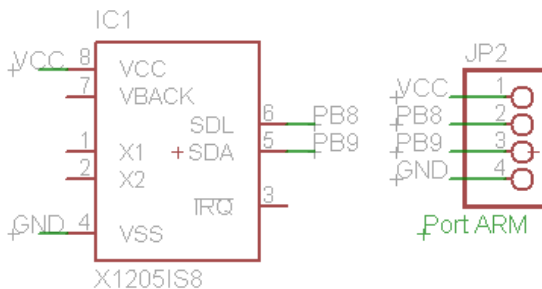 IC1
VCC 8 VCC
7 VBACK
SDL 6 PB8
1 X1 SDA 5 PB9
2 X2
IRQ 3
GND 4 VSS
X1205IS8
JP2
VCC 1
PB8 2
PB9 3
GND 4
Port ARM